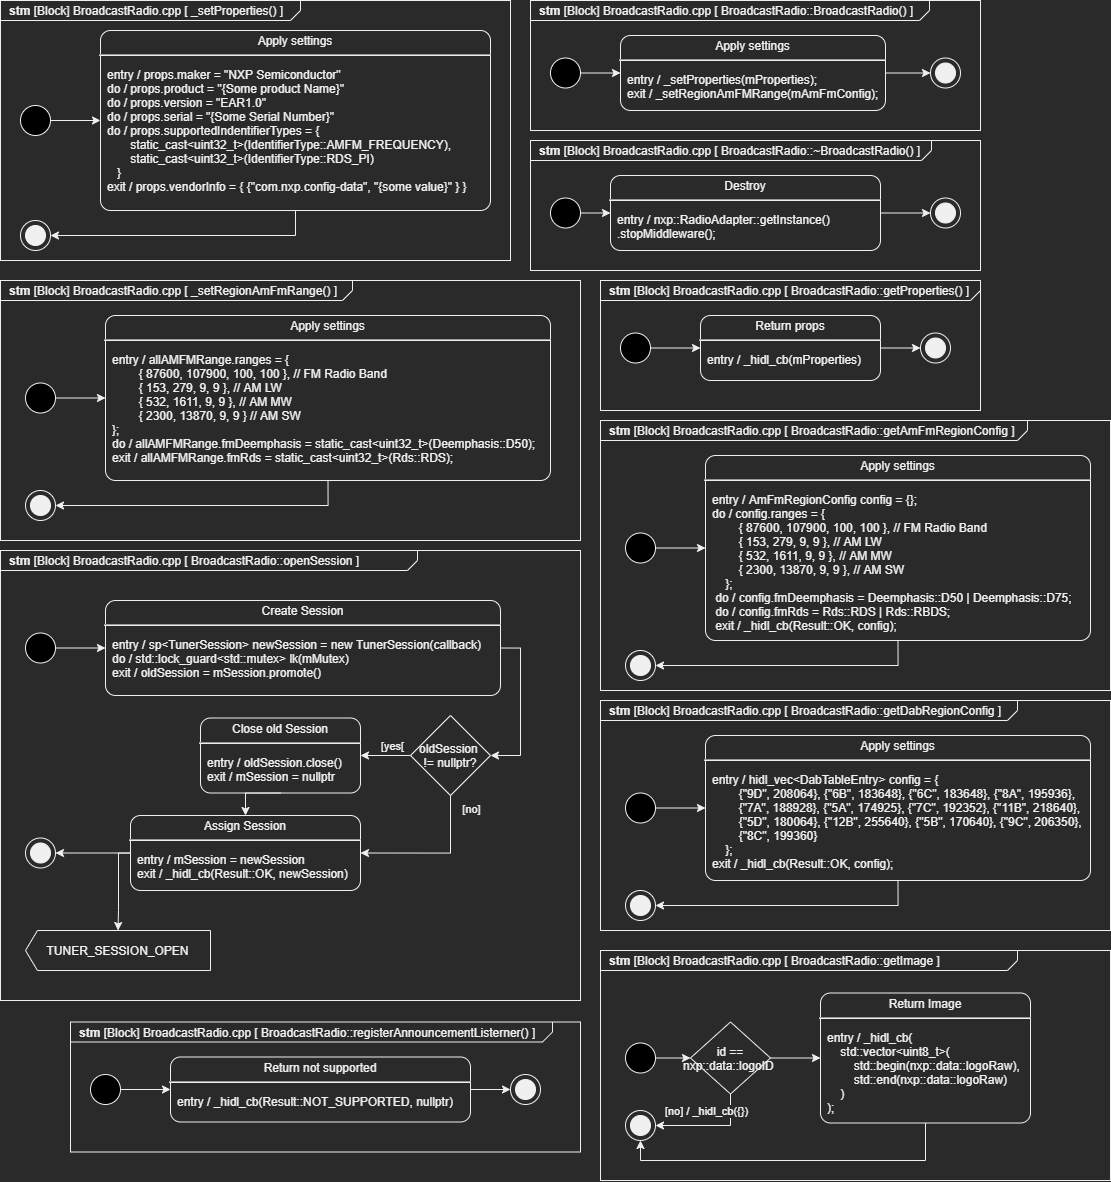 stm [Block] BroadcastRadio.cpp [ _setProperties() ]
Apply settings
entry / props.maker = "NXP Semiconductor"
do / props.product = "{Some product Name}"
do / props.version = "EAR1.0"
do / props.serial = "{Some Serial Number}"
do / props.supportedIndentifierTypes = {
static_cast<uint32_t>(IdentifierType::AMFM_FREQUENCY),
static_cast<uint32_t>(IdentifierType::RDS_PI)
}
exit / props.vendorInfo = { {"com.nxp.config-data", "{some value}" } }
stm [Block] BroadcastRadio.cpp [ BroadcastRadio::BroadcastRadio() ]
Apply settings
entry / _setProperties(mProperties);
exit / _setRegionAmFMRange(mAmFmConfig);
stm [Block] BroadcastRadio.cpp [ BroadcastRadio::~BroadcastRadio() ]
Destroy
entry / nxp::RadioAdapter::getInstance()
.stopMiddleware();
stm [Block] BroadcastRadio.cpp [ _setRegionAmFmRange() ]
Apply settings
entry / allAMFMRange.ranges = {
{ 87600, 107900, 100, 100 }, // FM Radio Band
{ 153, 279, 9, 9 }, // AM LW
{ 532, 1611, 9, 9 }, // AM MW
{ 2300, 13870, 9, 9 } // AM SW
};
do / allAMFMRange.fmDeemphasis = static_cast<uint32_t>(Deemphasis::D50);
exit / allAMFMRange.fmRds = static_cast<uint32_t>(Rds::RDS);
stm [Block] BroadcastRadio.cpp [ BroadcastRadio::getProperties() ]
Return props
entry / _hidl_cb(mProperties)
stm [Block] BroadcastRadio.cpp [ BroadcastRadio::getAmFmRegionConfig ]
Apply settings
entry / AmFmRegionConfig config = {};
do / config.ranges = {
{ 87600, 107900, 100, 100 }, // FM Radio Band
{ 153, 279, 9, 9 }, // AM LW
{ 532, 1611, 9, 9 }, // AM MW
{ 2300, 13870, 9, 9 }, // AM SW
};
do / config.fmDeemphasis = Deemphasis::D50 | Deemphasis::D75;
do / config.fmRds = Rds::RDS | Rds::RBDS;
exit / _hidl_cb(Result::OK, config);
stm [Block] BroadcastRadio.cpp [ BroadcastRadio::openSession ]
Create Session
entry / sp<TunerSession> newSession = new TunerSession(callback)
do / std::lock_guard<std::mutex> lk(mMutex)
exit / oldSession = mSession.promote()
Close old Session
entry / oldSession.close()
exit / mSession = nullptr
[yes[
oldSession
!= nullptr?
[no]
Assign Session
entry / mSession = newSession
exit / _hidl_cb(Result::OK, newSession)
TUNER_SESSION_OPEN
stm [Block] BroadcastRadio.cpp [ BroadcastRadio::getDabRegionConfig ]
Apply settings
entry / hidl_vec<DabTableEntry> config = {
{"9D", 208064}, {"6B", 183648}, {"6C", 183648}, {"8A", 195936},
{"7A", 188928}, {"5A", 174925}, {"7C", 192352}, {"11B", 218640},
{"5D", 180064}, {"12B", 255640}, {"5B", 170640}, {"9C", 206350},
{"8C", 199360}
};
exit / _hidl_cb(Result::OK, config);
stm [Block] BroadcastRadio.cpp [ BroadcastRadio::getImage ]
id ==
nxp::data::logoID
[no] / _hidl_cb({})
Return Image
entry / _hidl_cb(
std::vector<uint8_t>(
std::begin(nxp::data::logoRaw),
std::end(nxp::data::logoRaw)
)
);
stm [Block] BroadcastRadio.cpp [ BroadcastRadio::registerAnnouncementListerner() ]
Return not supported
entry / _hidl_cb(Result::NOT_SUPPORTED, nullptr)